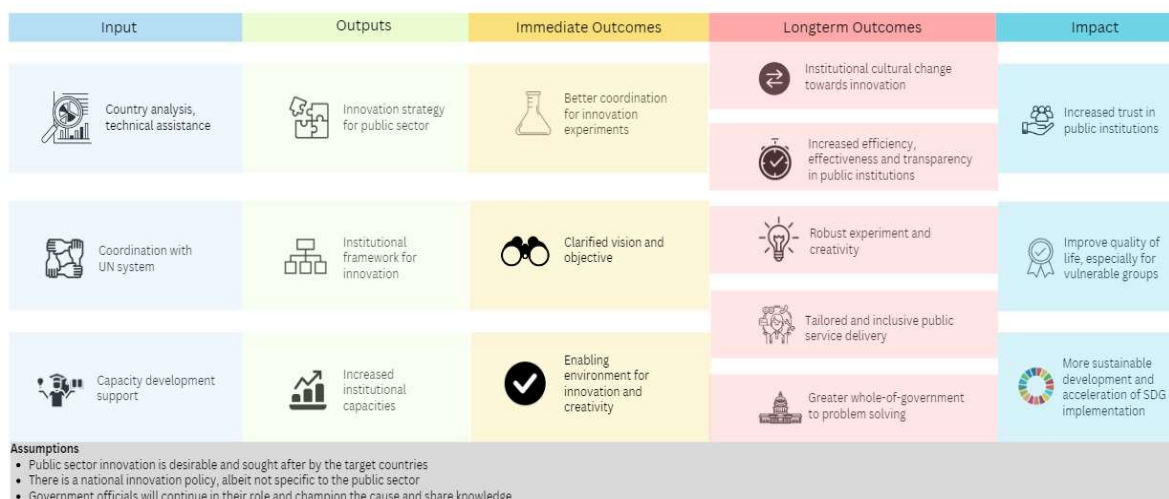 Input
Outputs
Immediate Outcomes
Longterm Outcomes
Impact
Country analysis,
technical assistance
Innovation strategy
for public sector
Better coordination
for innovation
experiments
Institutional cultural change
towards innovation
Increased efficiency,
effectiveness and transparency
in public institutions
Increased trust in
public institutions
Coordination with
UN system
Institutional
framework for
innovation
Clarified vision and
objective
Robust experiment and
creativity
Improve quality of
life, especially for
vulnerable groups
Capacity development
support
Increased
institutional
capacities
Enabling
environment for
innovation and
creativity
Tailored and inclusive public
service delivery
Greater whole-of-government
to problem solving
More sustainable
development and
acceleration of SDG
implementation
Assumptions
• Public sector innovation is desirable and sought after by the target countries
• There is a national innovation policy, albeit not specific to the public sector
• Government officials will continue in their role and champion the cause and share knowledge